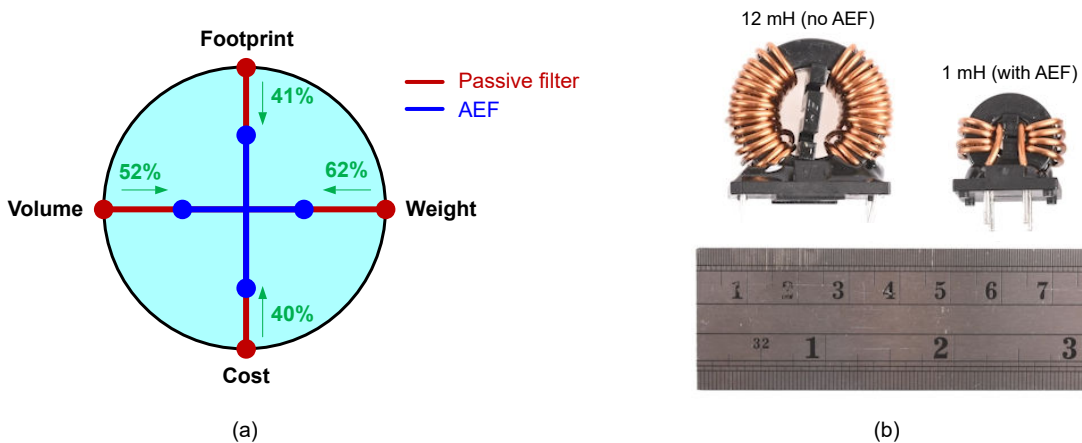 Footprint
Passive filter
AEF
41%
52%
62%
Volume
Weight
40%
Cost
(a)
12 mH (no AEF)
1 mH (with AEF)
1 2 3 4 5 6 7
32 1 2 3
(b)